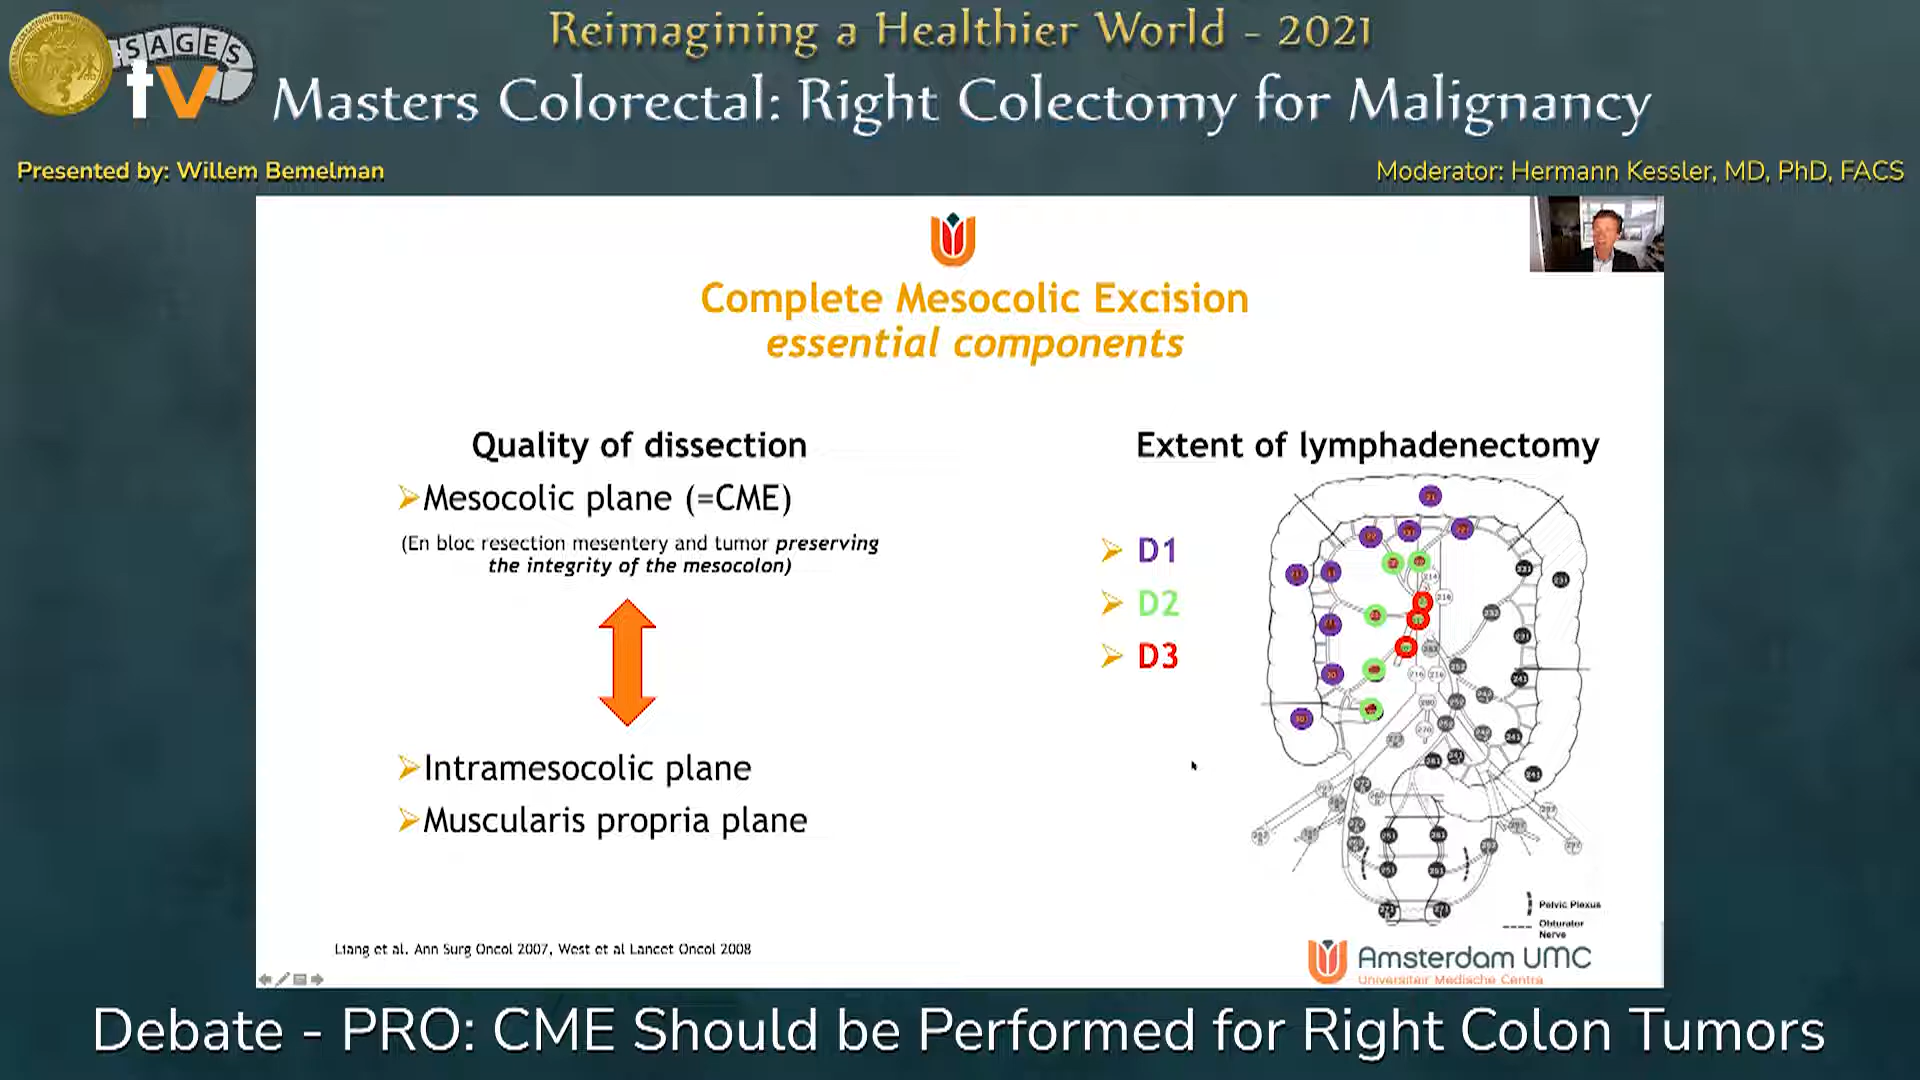 Reimagining a Healthier World - 2021
SAGES
tv
Masters Colorectal: Right Colectomy for Malignancy
Presented by: Willem Bemelman
Moderator: Hermann Kessler, MD, PhD, FACS
Complete Mesocolic Excision
essential components
Quality of dissection
Mesocolic plane (=CME)
(En bloc resection mesentery and tumor preserving
the integrity of the mesocolon)
Intramesocolic plane
Muscularis propria plane
Extent of lymphadenectomy
D1
D2
D3
Pelvic Plexus
Obturator
Nerve
Liang et al. Ann Surg Oncol 2007, West et al Lancet Oncol 2008
Amsterdam UMC
Universitair Medische Centra
Debate - PRO: CME Should be Performed for Right Colon Tumors